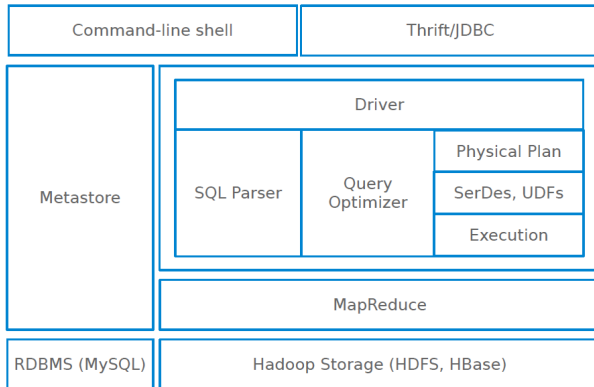 Command-line shell
Thrift/JDBC
Metastore
Driver
SQL Parser
Query
Optimizer
Physical Plan
SerDes, UDFs
Execution
MapReduce
RDBMS (MySQL)
Hadoop Storage (HDFS, HBase)